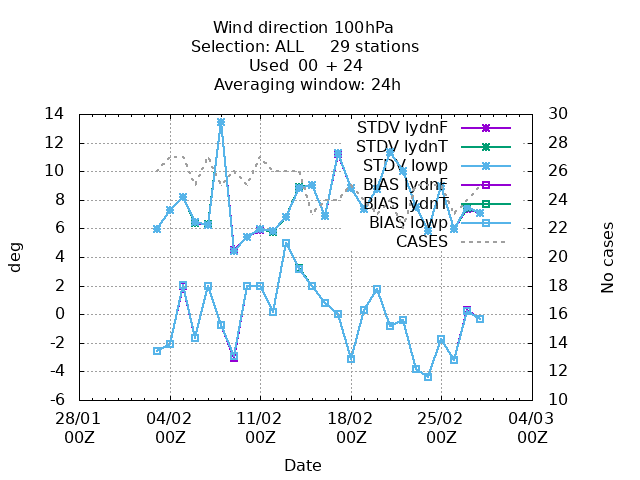 Wind direction 100hPa
Selection: ALL 29 stations
Used 00 + 24
Averaging window: 24h
14 30
STDV lydnF
12 28
STDV lydnT
10 26
STDV lowp
BIAS lydnF
8 24
BIAS lydnT
6 22
BIAS lowp
CASES
4 20
2 18
0 16
-2 14
-4 12
-6 10
deg
No cases
28/01 04/02 11/02 18/02 25/02 04/03
00Z 00Z 00Z 00Z 00Z 00Z
Date